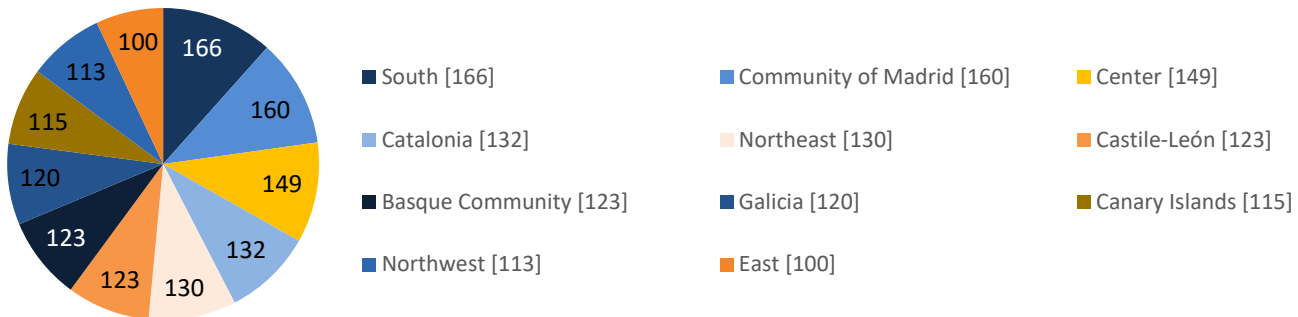 100
166
113
160
115
149
120
132
123
123
130
South [166]
Community of Madrid [160]
Center [149]
Catalonia [132]
Northeast [130]
Castile-León [123]
Basque Community [123]
Galicia [120]
Canary Islands [115]
Northwest [113]
East [100]